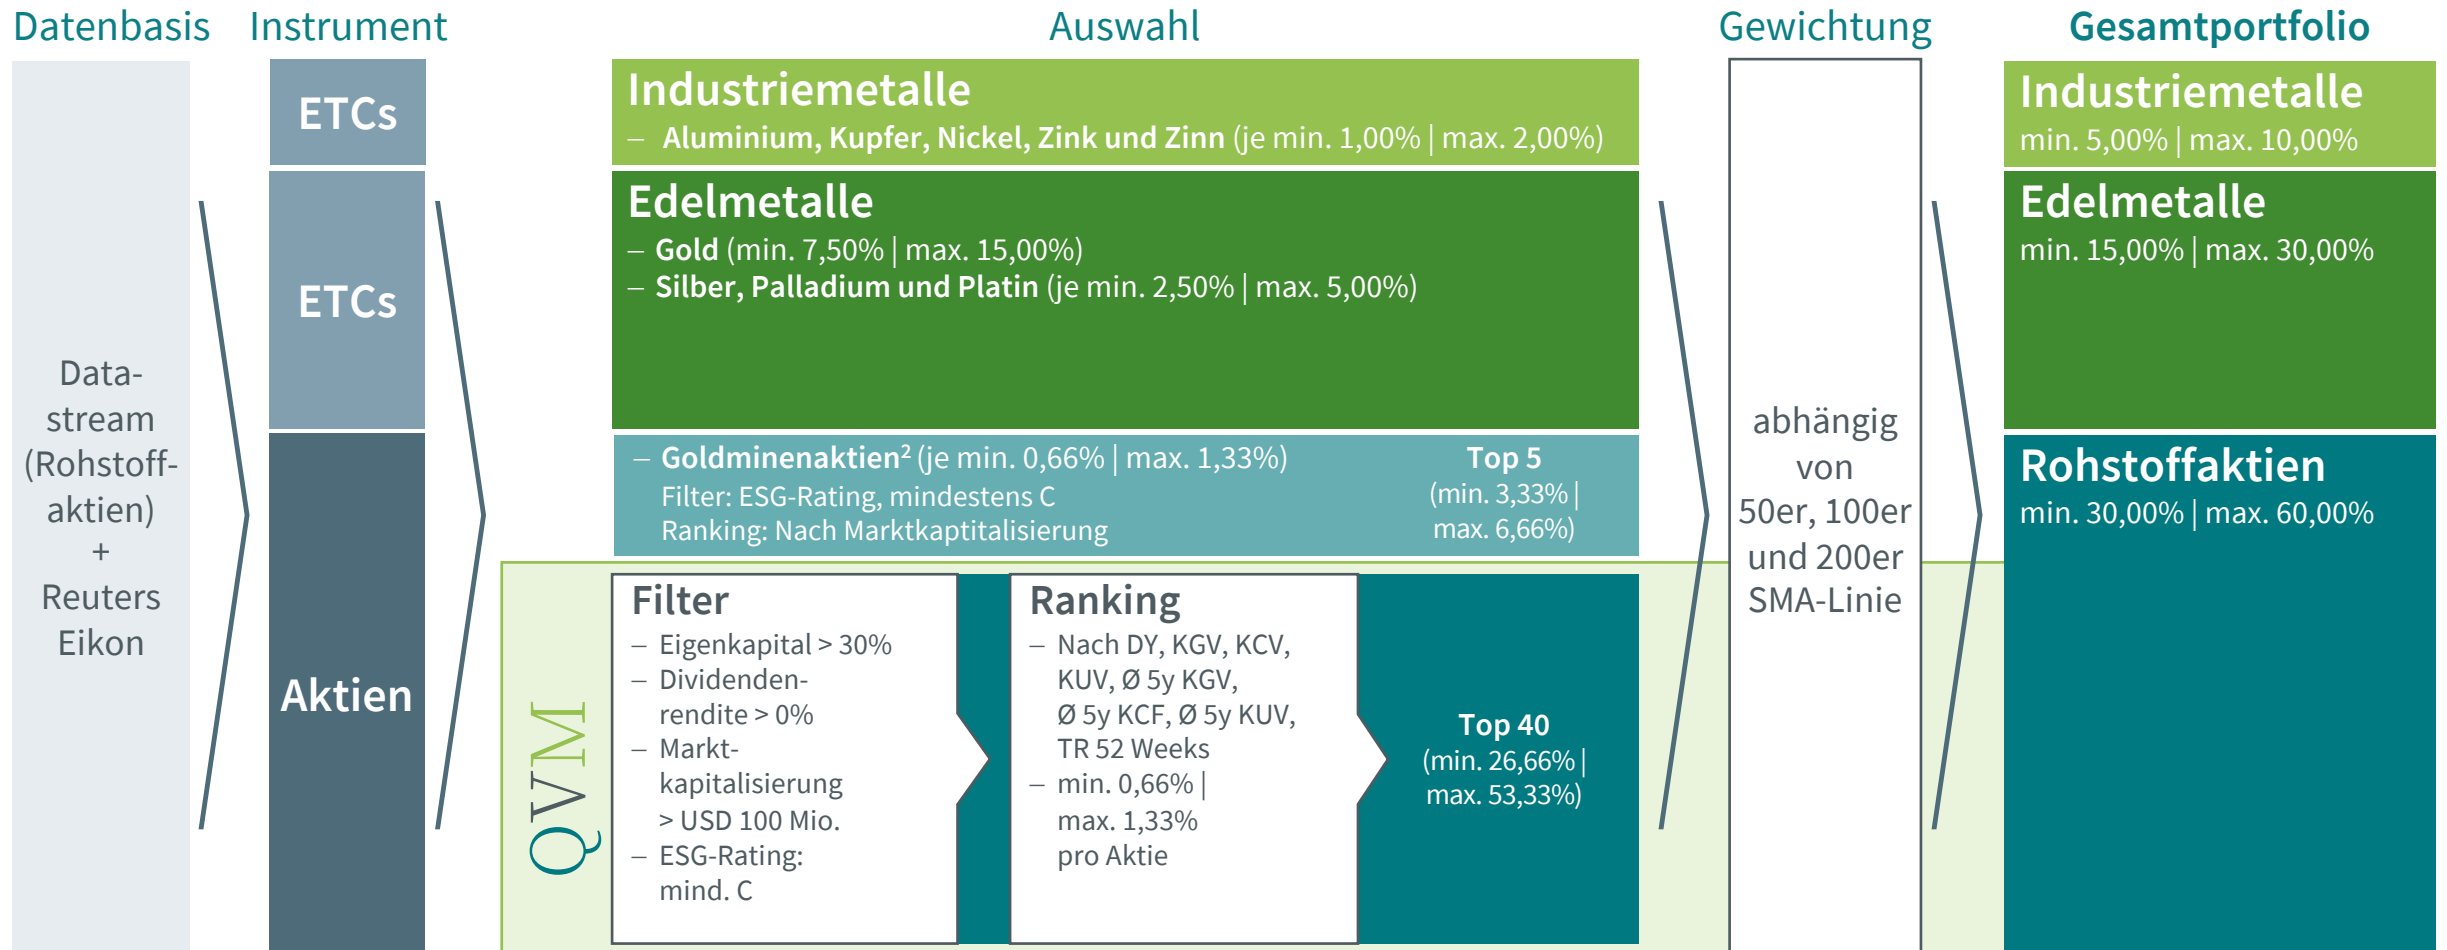 Datenbasis
Instrument
Auswahl
Gewichtung
Gesamtportfolio
Data-
stream
(Rohstoff-
aktien)
+
Reuters
Eikon
ETCs
ETCs
Aktien
Industriemetalle
– Aluminium, Kupfer, Nickel, Zink und Zinn (je min. 1,00% | max. 2,00%)
Edelmetalle
– Gold (min. 7,50% | max. 15,00%)
– Silber, Palladium und Platin (je min. 2,50% | max. 5,00%)
– Goldminenaktien² (je min. 0,66% | max. 1,33%)
Filter: ESG-Rating, mindestens C
Ranking: Nach Marktkaptitalisierung
Top 5
(min. 3,33% |
max. 6,66%)
QVM
Filter
– Eigenkapital > 30%
– Dividenden-
rendite > 0%
– Markt-
kapitalisierung
> USD 100 Mio.
– ESG-Rating:
mind. C
Ranking
– Nach DY, KGV, KCV,
KUV, Ø 5y KGV,
Ø 5y KCF, Ø 5y KUV,
TR 52 Weeks
– min. 0,66% |
max. 1,33%
pro Aktie
Top 40
(min. 26,66% |
max. 53,33%)
abhängig
von
50er, 100er
und 200er
SMA-Linie
Industriemetalle
min. 5,00% | max. 10,00%
Edelmetalle
min. 15,00% | max. 30,00%
Rohstoffaktien
min. 30,00% | max. 60,00%